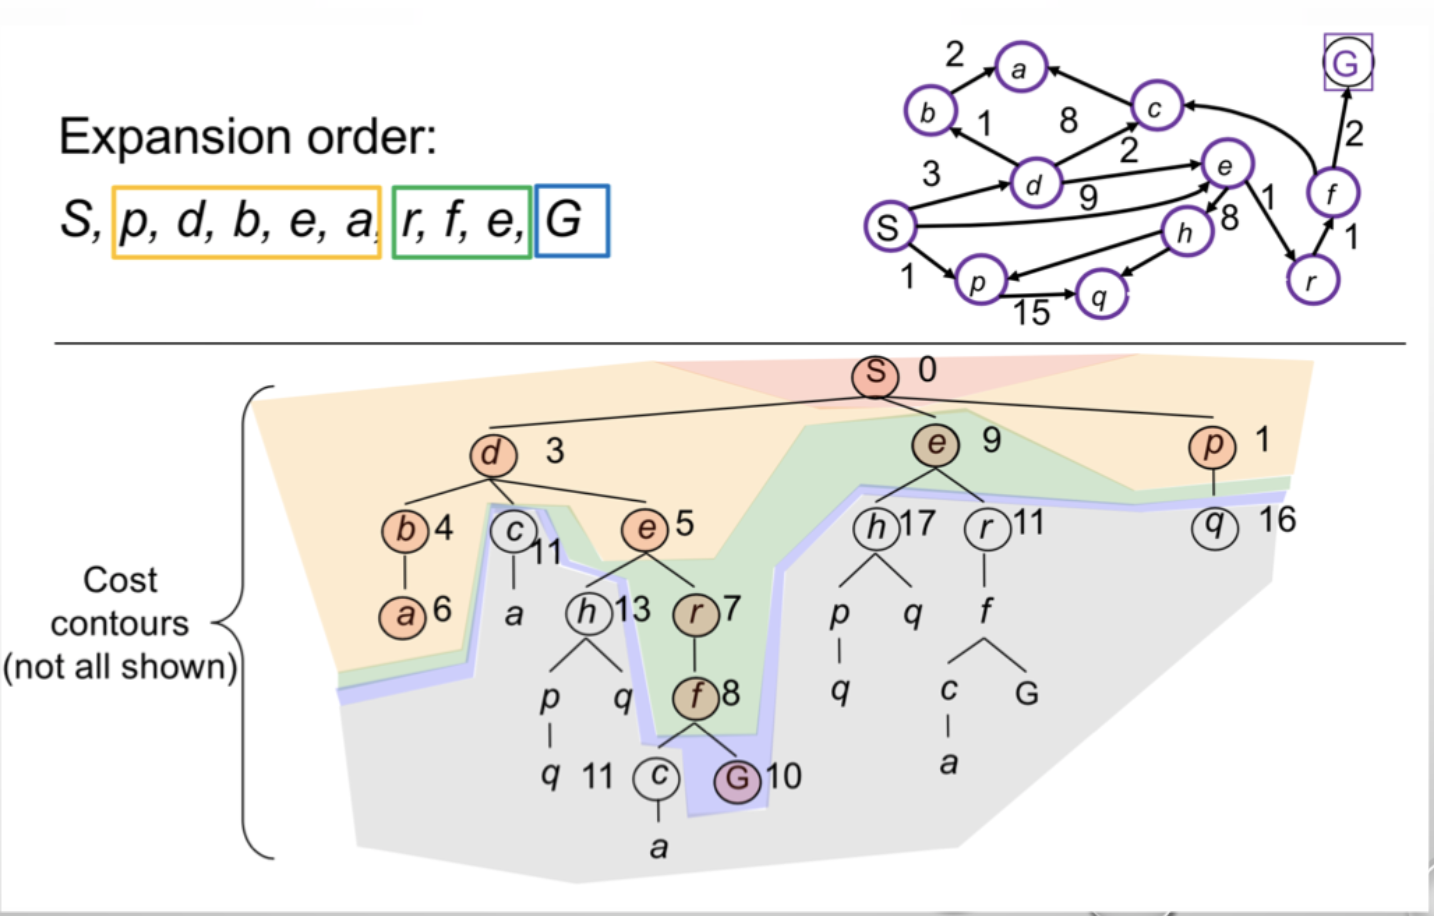 Expansion order:
S, p, d, b, e, a, r, f, e, G
2 a G
b 1 8 c 2
3 d 2 e f
9 1
S h 8 1
1 p q r
15
S 0
d 3 e 9 p 1
b 4 c 11 e 5 h 17 r 11 q 16
Cost
contours
(not all shown)
a 6 a h 13 r 7 p q f
p q f 8 q c G
q 11 c G 10 a
a